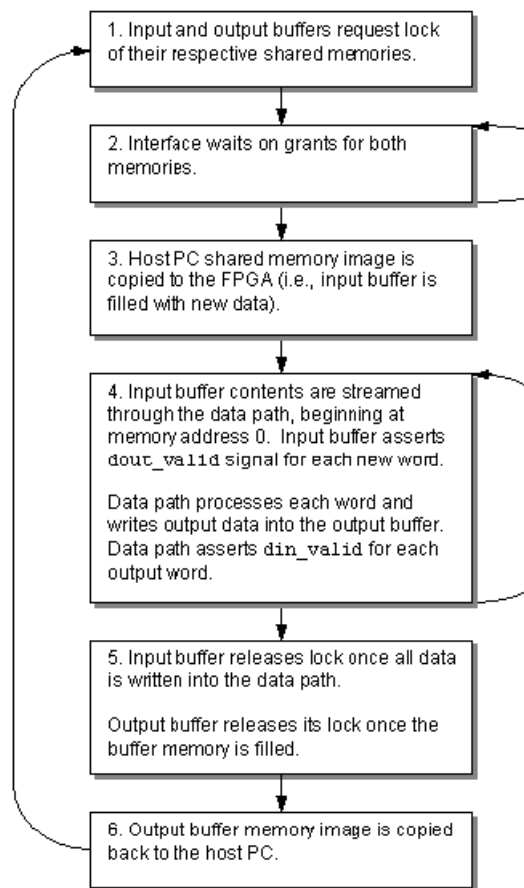 1. Input and output buffers request lock
of their respective shared memories.
2. Interface waits on grants for both
memories.
3. Host PC shared memory image is
copied to the FPGA (i.e., input buffer is
filled with new data).
4. Input buffer contents are streamed
through the data path, beginning at
memory address 0.  Input buffer asserts
dout_valid signal for each new word.
Data path processes each word and
writes output data into the output buffer.
Data path asserts din_valid for each
output word.
5. Input buffer releases lock once all data
is written into the data path.
Output buffer releases its lock once the
buffer memory is filled.
6. Output buffer memory image is copied
back to the host PC.